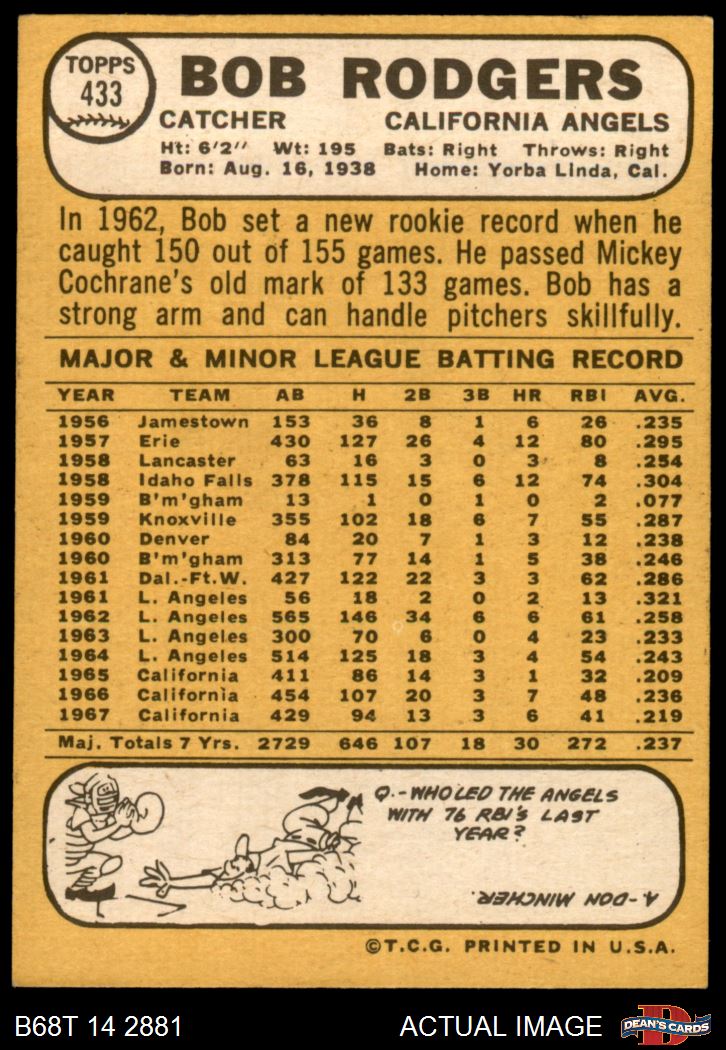 TOPPS
433
BOB RODGERS
CATCHER CALIFORNIA ANGELS
Ht: 6'2" Wt: 195 Bats: Right Throws: Right
Born: Aug. 16, 1938 Home: Yorba Linda, Cal.
In 1962, Bob set a new rookie record when he
caught 150 out of 155 games. He passed Mickey
Cochrane's old mark of 133 games. Bob has a
strong arm and can handle pitchers skillfully.
MAJOR & MINOR LEAGUE BATTING RECORD
YEAR TEAM AB H 2B 3B HR RBI AVG.
1956 Jamestown 153 36 8 1 6 26 .235
1957 Erie 430 127 26 4 12 80 .295
1958 Lancaster 63 16 3 0 3 8 .254
1958 Idaho Falls 378 115 15 6 12 74 .304
1959 B'm'gham 13 1 0 1 0 2 .077
1959 Knoxville 355 102 18 6 7 55 .287
1960 Denver 84 20 7 1 3 12 .238
1960 B'm'gham 313 77 14 1 5 38 .246
1961 Dal.-Ft.W. 427 122 22 3 3 62 .286
1961 L. Angeles 56 18 2 0 2 13 .321
1962 L. Angeles 565 146 34 6 6 61 .258
1963 L. Angeles 300 70 6 0 4 23 .233
1964 L. Angeles 514 125 18 3 4 54 .243
1965 California 411 86 14 3 1 32 .209
1966 California 454 107 20 3 7 48 .236
1967 California 429 94 13 3 6 41 .219
Maj. Totals 7 Yrs. 2729 646 107 18 30 272 .237
Q.-WHO LED THE ANGELS
WITH 76 RBI'S LAST
YEAR?
A-DON MINCHER.
©T.C.G. PRINTED IN U.S.A.
B68T 14 2881 ACTUAL IMAGE DEAN'S CARDS